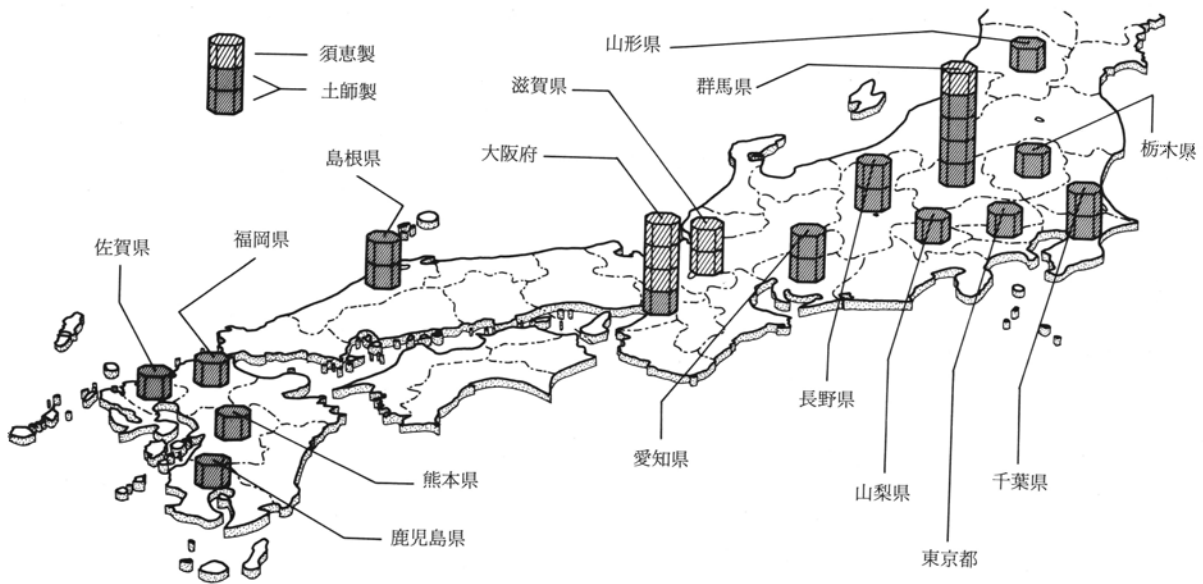 須恵製
土師製
山形県
群馬県
滋賀県
大阪府
栃木県
島根県
福岡県
佐賀県
長野県
愛知県
熊本県
山梨県
千葉県
鹿児島県
東京都